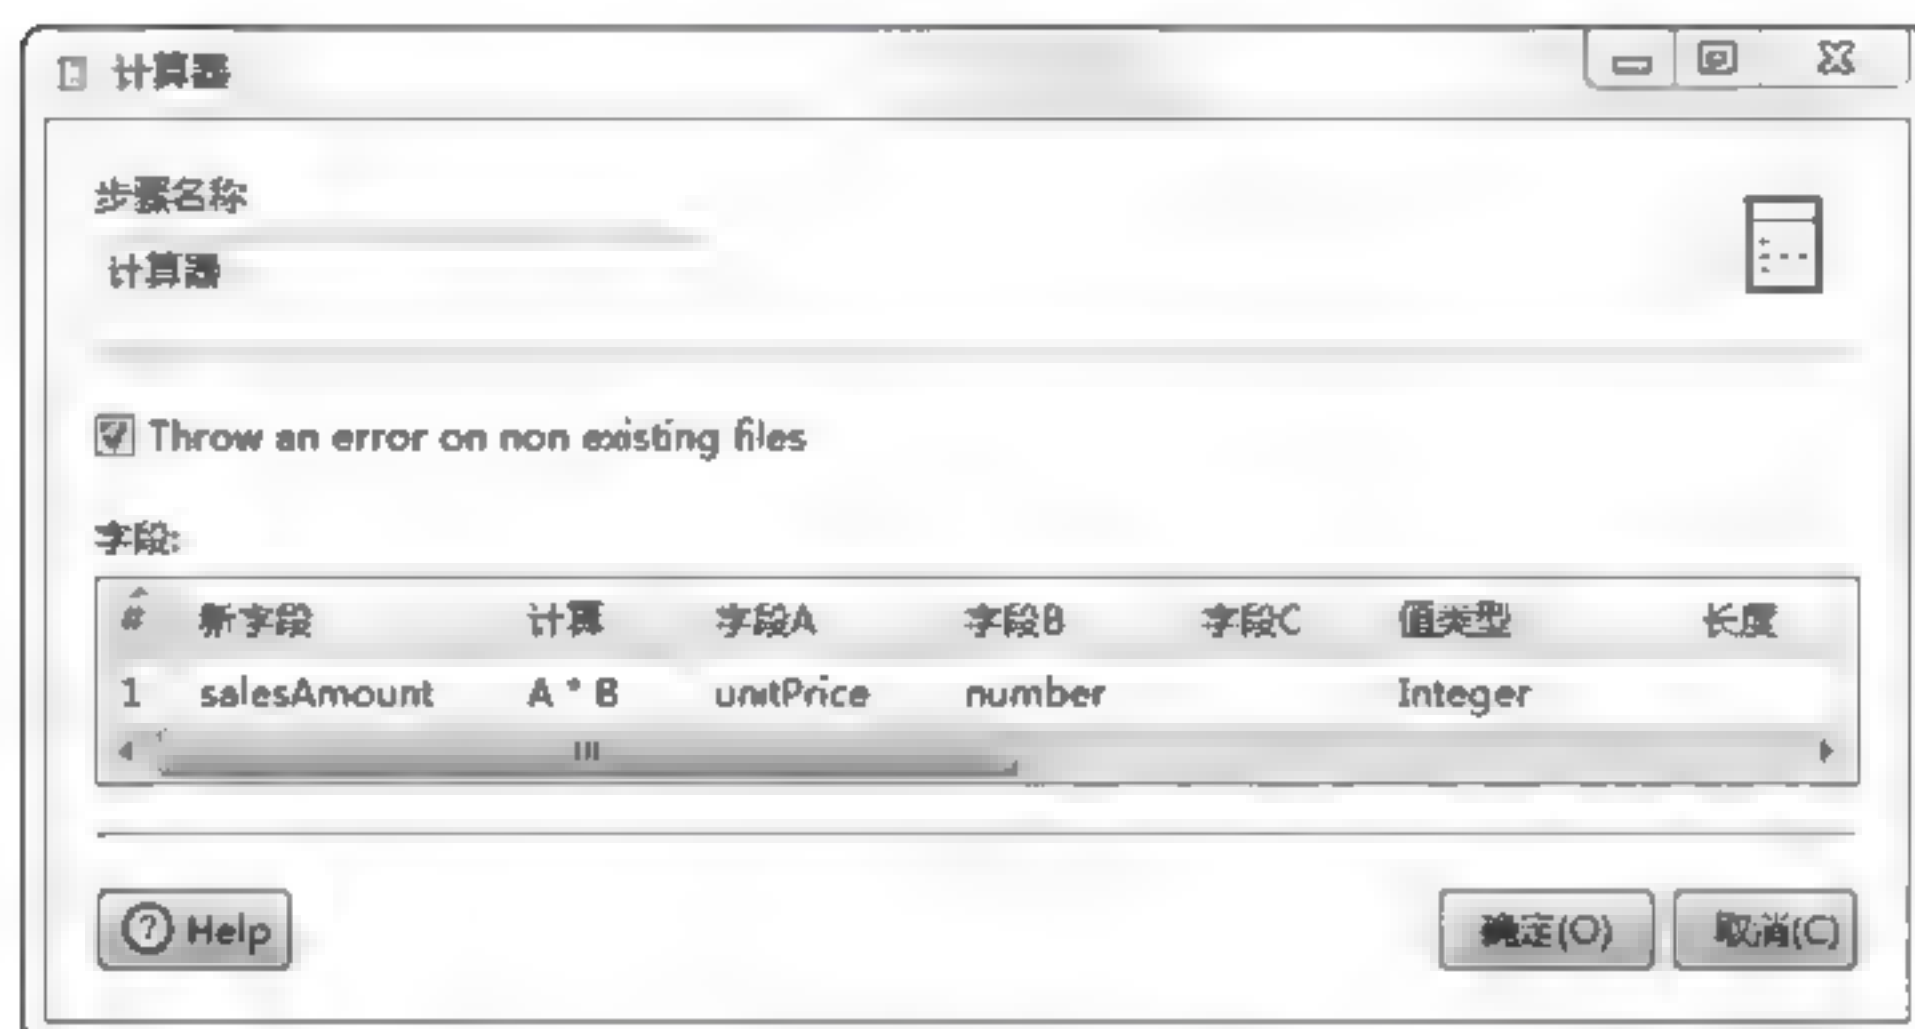 计算器
步骤名称
计算器
Throw an error on non existing files
字段:
# 新字段 计算 字段A 字段B 字段C 值类型 长度
1 salesAmount A * B unitPrice number Integer
? Help 确定(O) 取消(C)